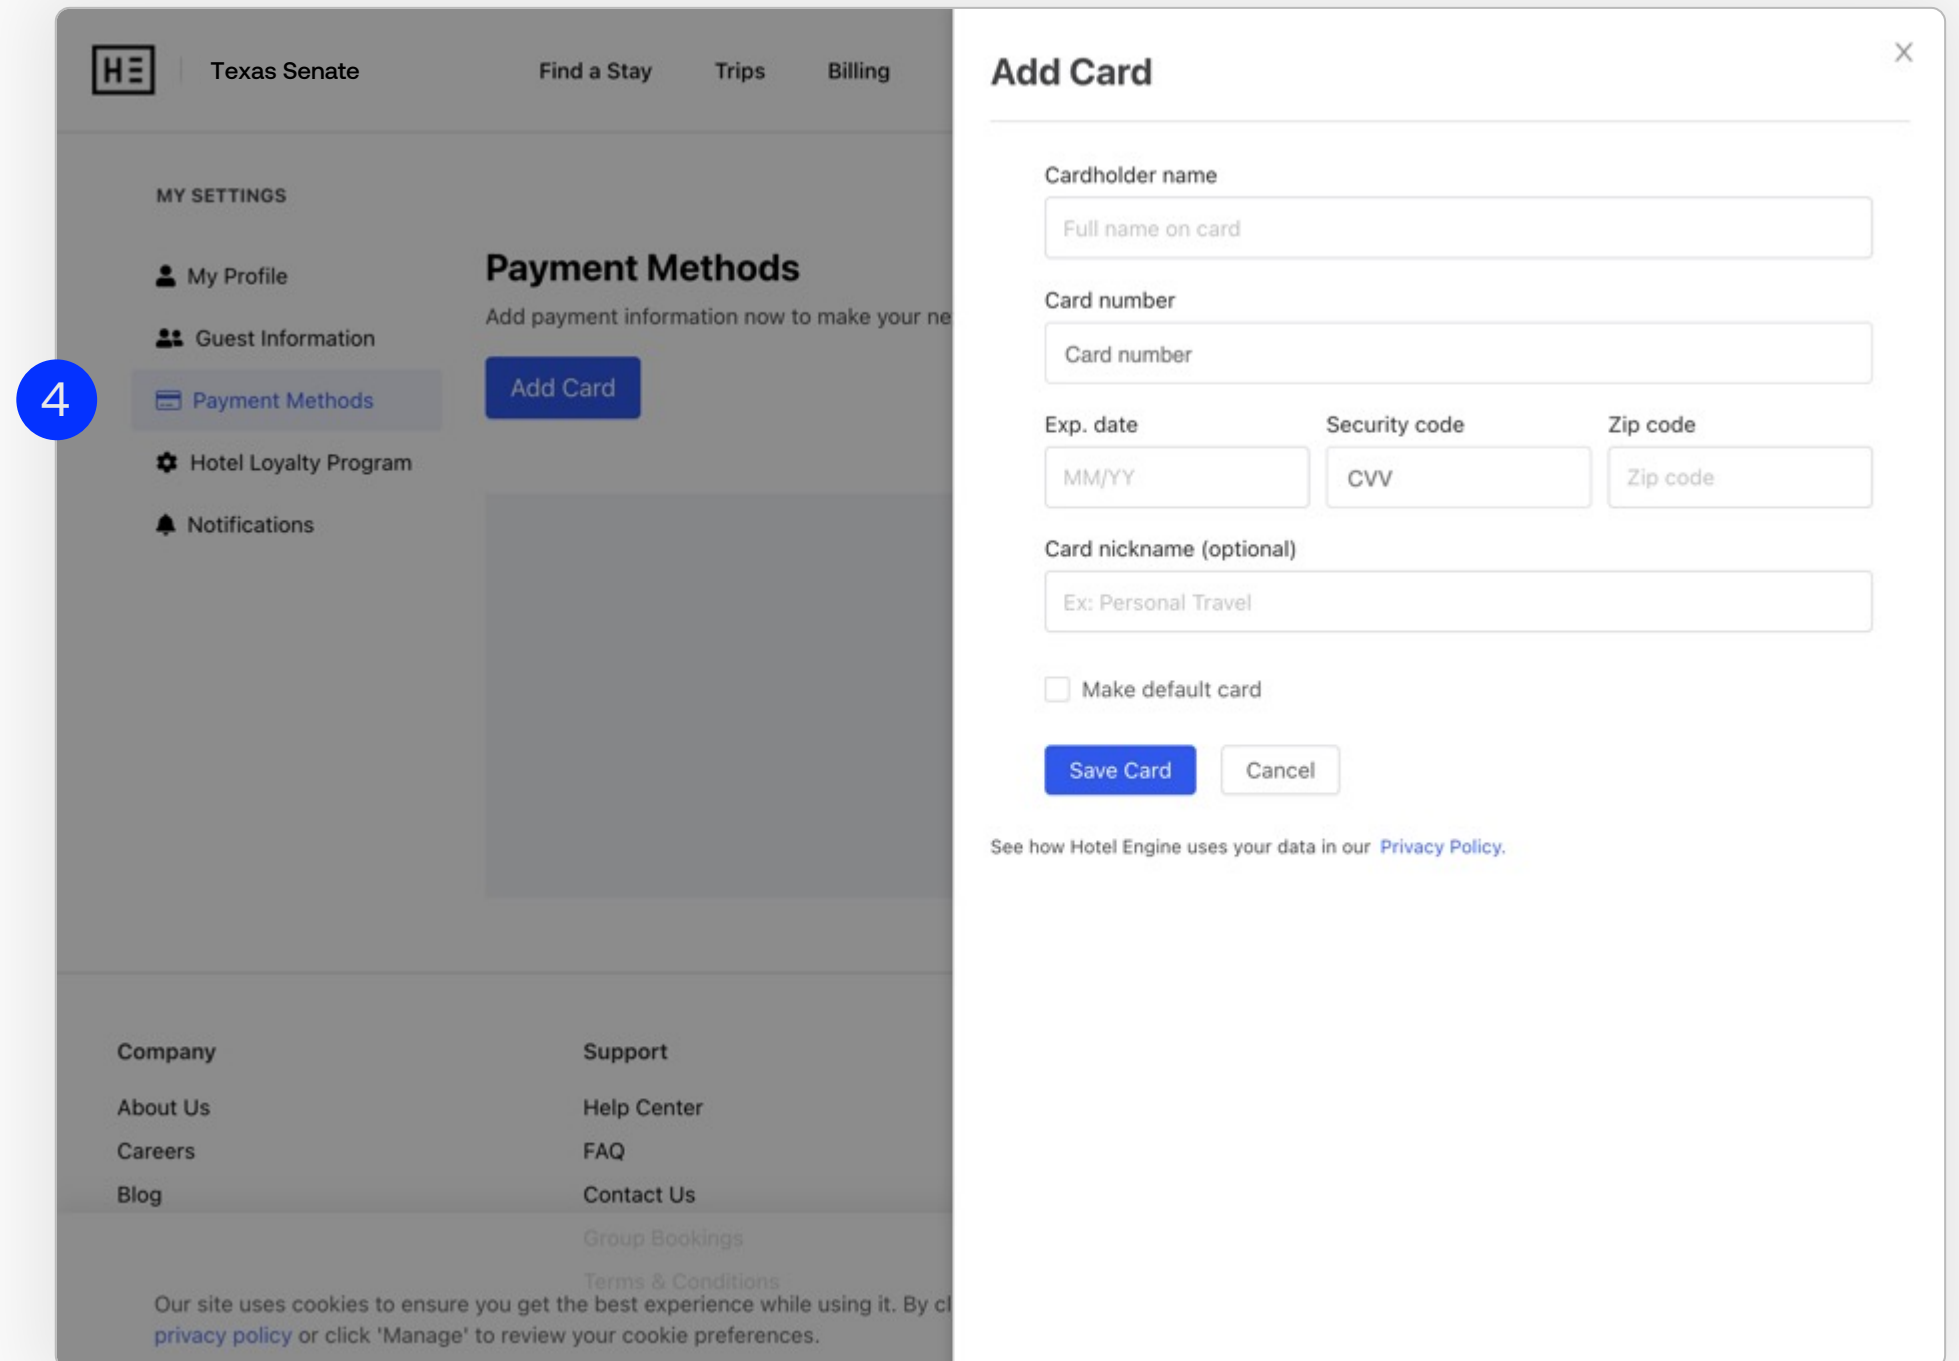 HE
Texas Senate
Find a Stay
Trips
Billing
MY SETTINGS
My Profile
Guest Information
4
Payment Methods
Hotel Loyalty Program
Notifications
Payment Methods
Add payment information now to make your ne
Add Card
Company
About Us
Careers
Blog
Support
Help Center
FAQ
Contact Us
Group Bookings
Terms & Conditions
Our site uses cookies to ensure you get the best experience while using it. By cl
privacy policy or click 'Manage' to review your cookie preferences.
Add Card
Cardholder name
Full name on card
Card number
Card number
Exp. date
Security code
Zip code
MM/YY
CVV
Zip code
Card nickname (optional)
Ex: Personal Travel
Make default card
Save Card
Cancel
See how Hotel Engine uses your data in our Privacy Policy.